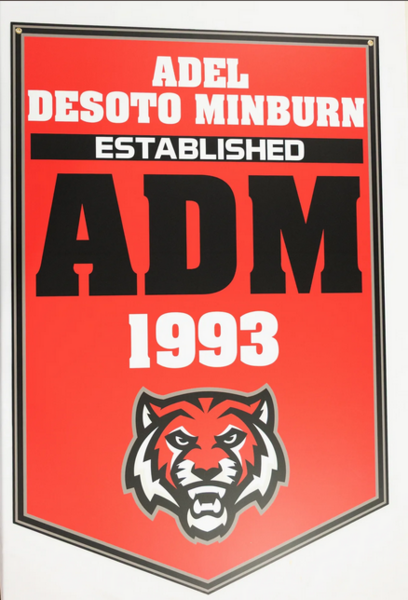 ADEL
DESOTO MINBURN
ESTABLISHED
ADM
1993